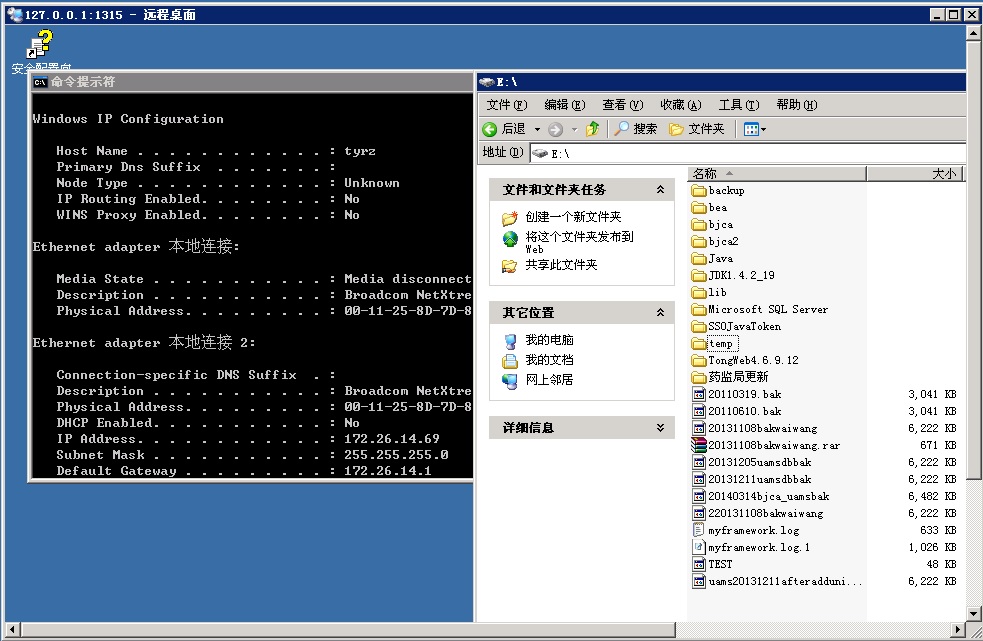 127.0.0.1:1315 - 远程桌面
安全配置向
命令提示符
Windows IP Configuration
Host Name . . . . . . . . . . . . : tyrz
Primary Dns Suffix . . . . . . . :
Node Type . . . . . . . . . . . . : Unknown
IP Routing Enabled. . . . . . . . : No
WINS Proxy Enabled. . . . . . . . : No
Ethernet adapter 本地连接:
Media State . . . . . . . . . . . : Media disconnect
Description . . . . . . . . . . . : Broadcom NetXtre
Physical Address. . . . . . . . . : 00-11-25-8D-7D-8
Ethernet adapter 本地连接 2:
Connection-specific DNS Suffix . :
Description . . . . . . . . . . . : Broadcom NetXtre
Physical Address. . . . . . . . . : 00-11-25-8D-7D-8
DHCP Enabled. . . . . . . . . . . : No
IP Address. . . . . . . . . . . . : 172.26.14.69
Subnet Mask . . . . . . . . . . . : 255.255.255.0
Default Gateway . . . . . . . . . : 172.26.14.1
E:\
文件(F) 编辑(E) 查看(V) 收藏(A) 工具(T) 帮助(H)
后退 搜索 文件夹
地址(D) E:\
文件和文件夹任务
创建一个新文件夹
将这个文件夹发布到
Web
共享此文件夹
其它位置
我的电脑
我的文档
网上邻居
详细信息
名称 大小
backup
bea
bjca
bjca2
Java
JDK1.4.2_19
lib
Microsoft SQL Server
SSOJavaToken
temp
TongWeb4.6.9.12
药监局更新
20110319.bak 3,041 KB
20110610.bak 3,041 KB
20131108bakwaiwang 6,222 KB
20131108bakwaiwang.rar 671 KB
20131205uamsdbbak 6,222 KB
20131211uamsdbbak 6,222 KB
20140314bjca_uamsbak 6,482 KB
220131108bakwaiwang 6,222 KB
myframework.log 633 KB
myframework.log.1 1,026 KB
TEST 48 KB
uams20131211afteradduni... 6,222 KB